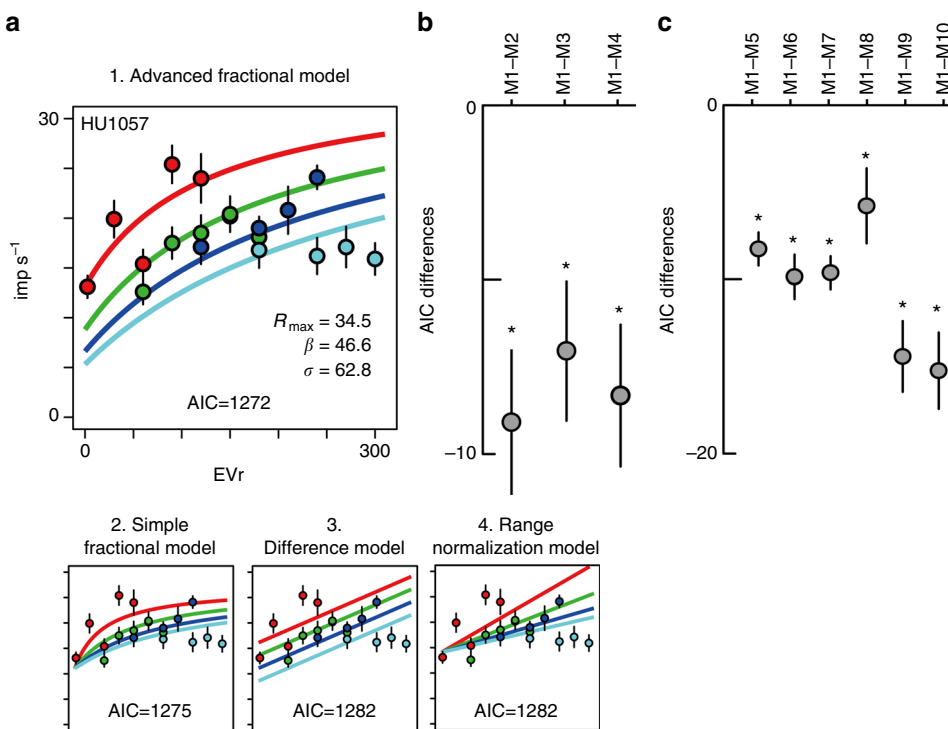 a
1. Advanced fractional model
HU1057
30
0
imp s⁻¹
R_max = 34.5
β = 46.6
σ = 62.8
AIC=1272
0
300
EVr
2. Simple
fractional model
AIC=1275
3.
Difference model
AIC=1282
4. Range
normalization model
AIC=1282
b
M1–M2
M1–M3
M1–M4
0
–10
AIC differences
*
*
*
c
M1–M5
M1–M6
M1–M7
M1–M8
M1–M9
M1–M10
0
–20
AIC differences
*
*
*
*
*
*